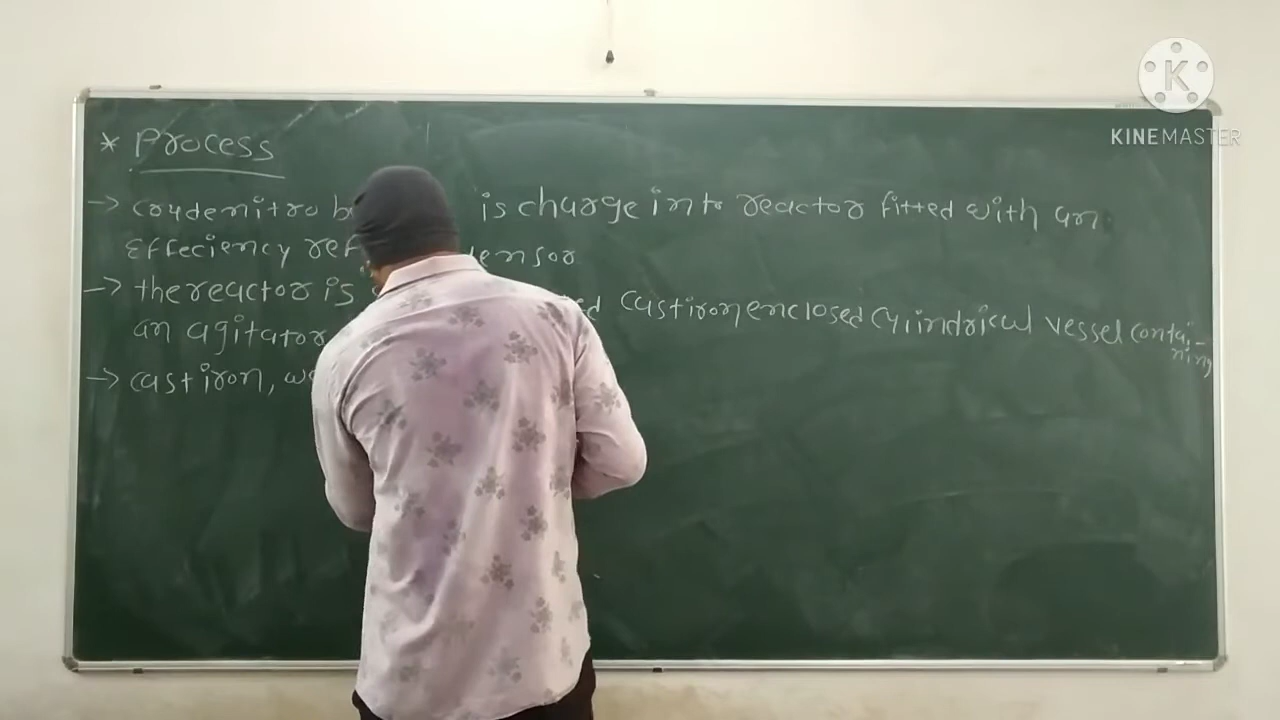 * Process
→ crudenitro is charge into reactor fitted with an
Effeciency ref ensor
→ the reactor is castiron enclosed cylindrical vessel contai-
ning
an agitator
→ castiron,
K
KINEMASTER